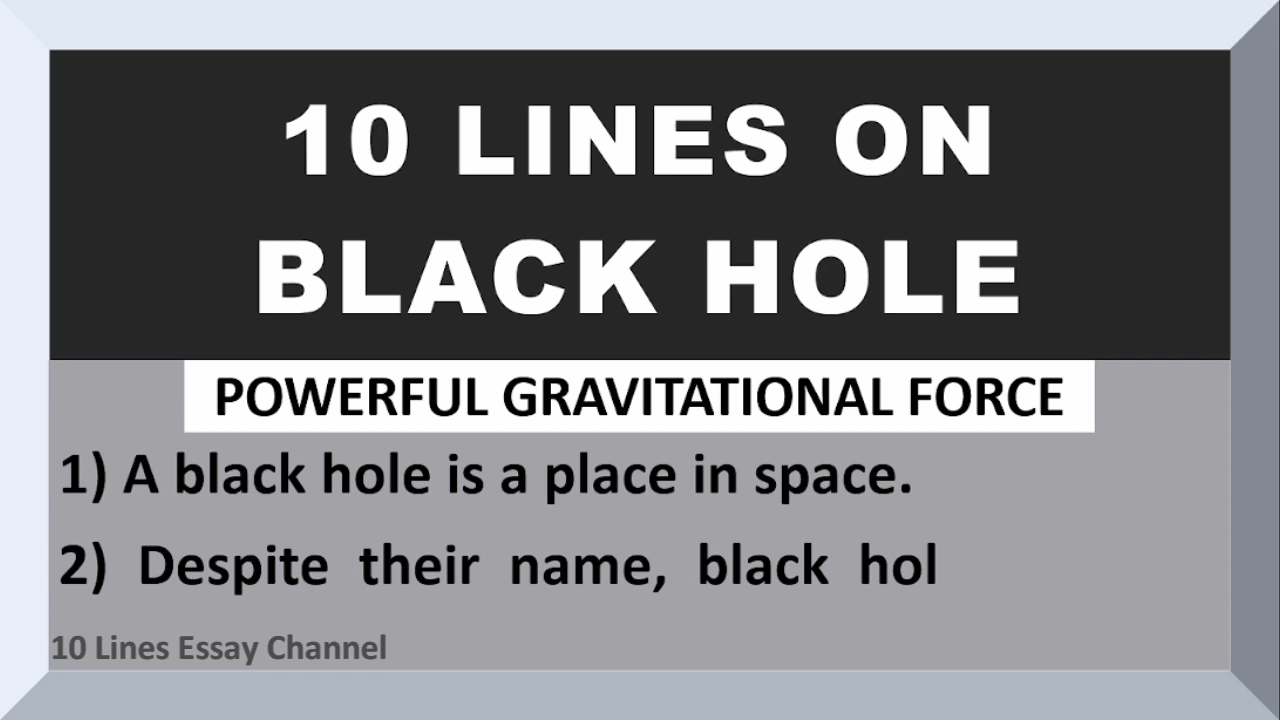 10 LINES ON
BLACK HOLE
POWERFUL GRAVITATIONAL FORCE
1) A black hole is a place in space.
2) Despite their name, black hol
10 Lines Essay Channel